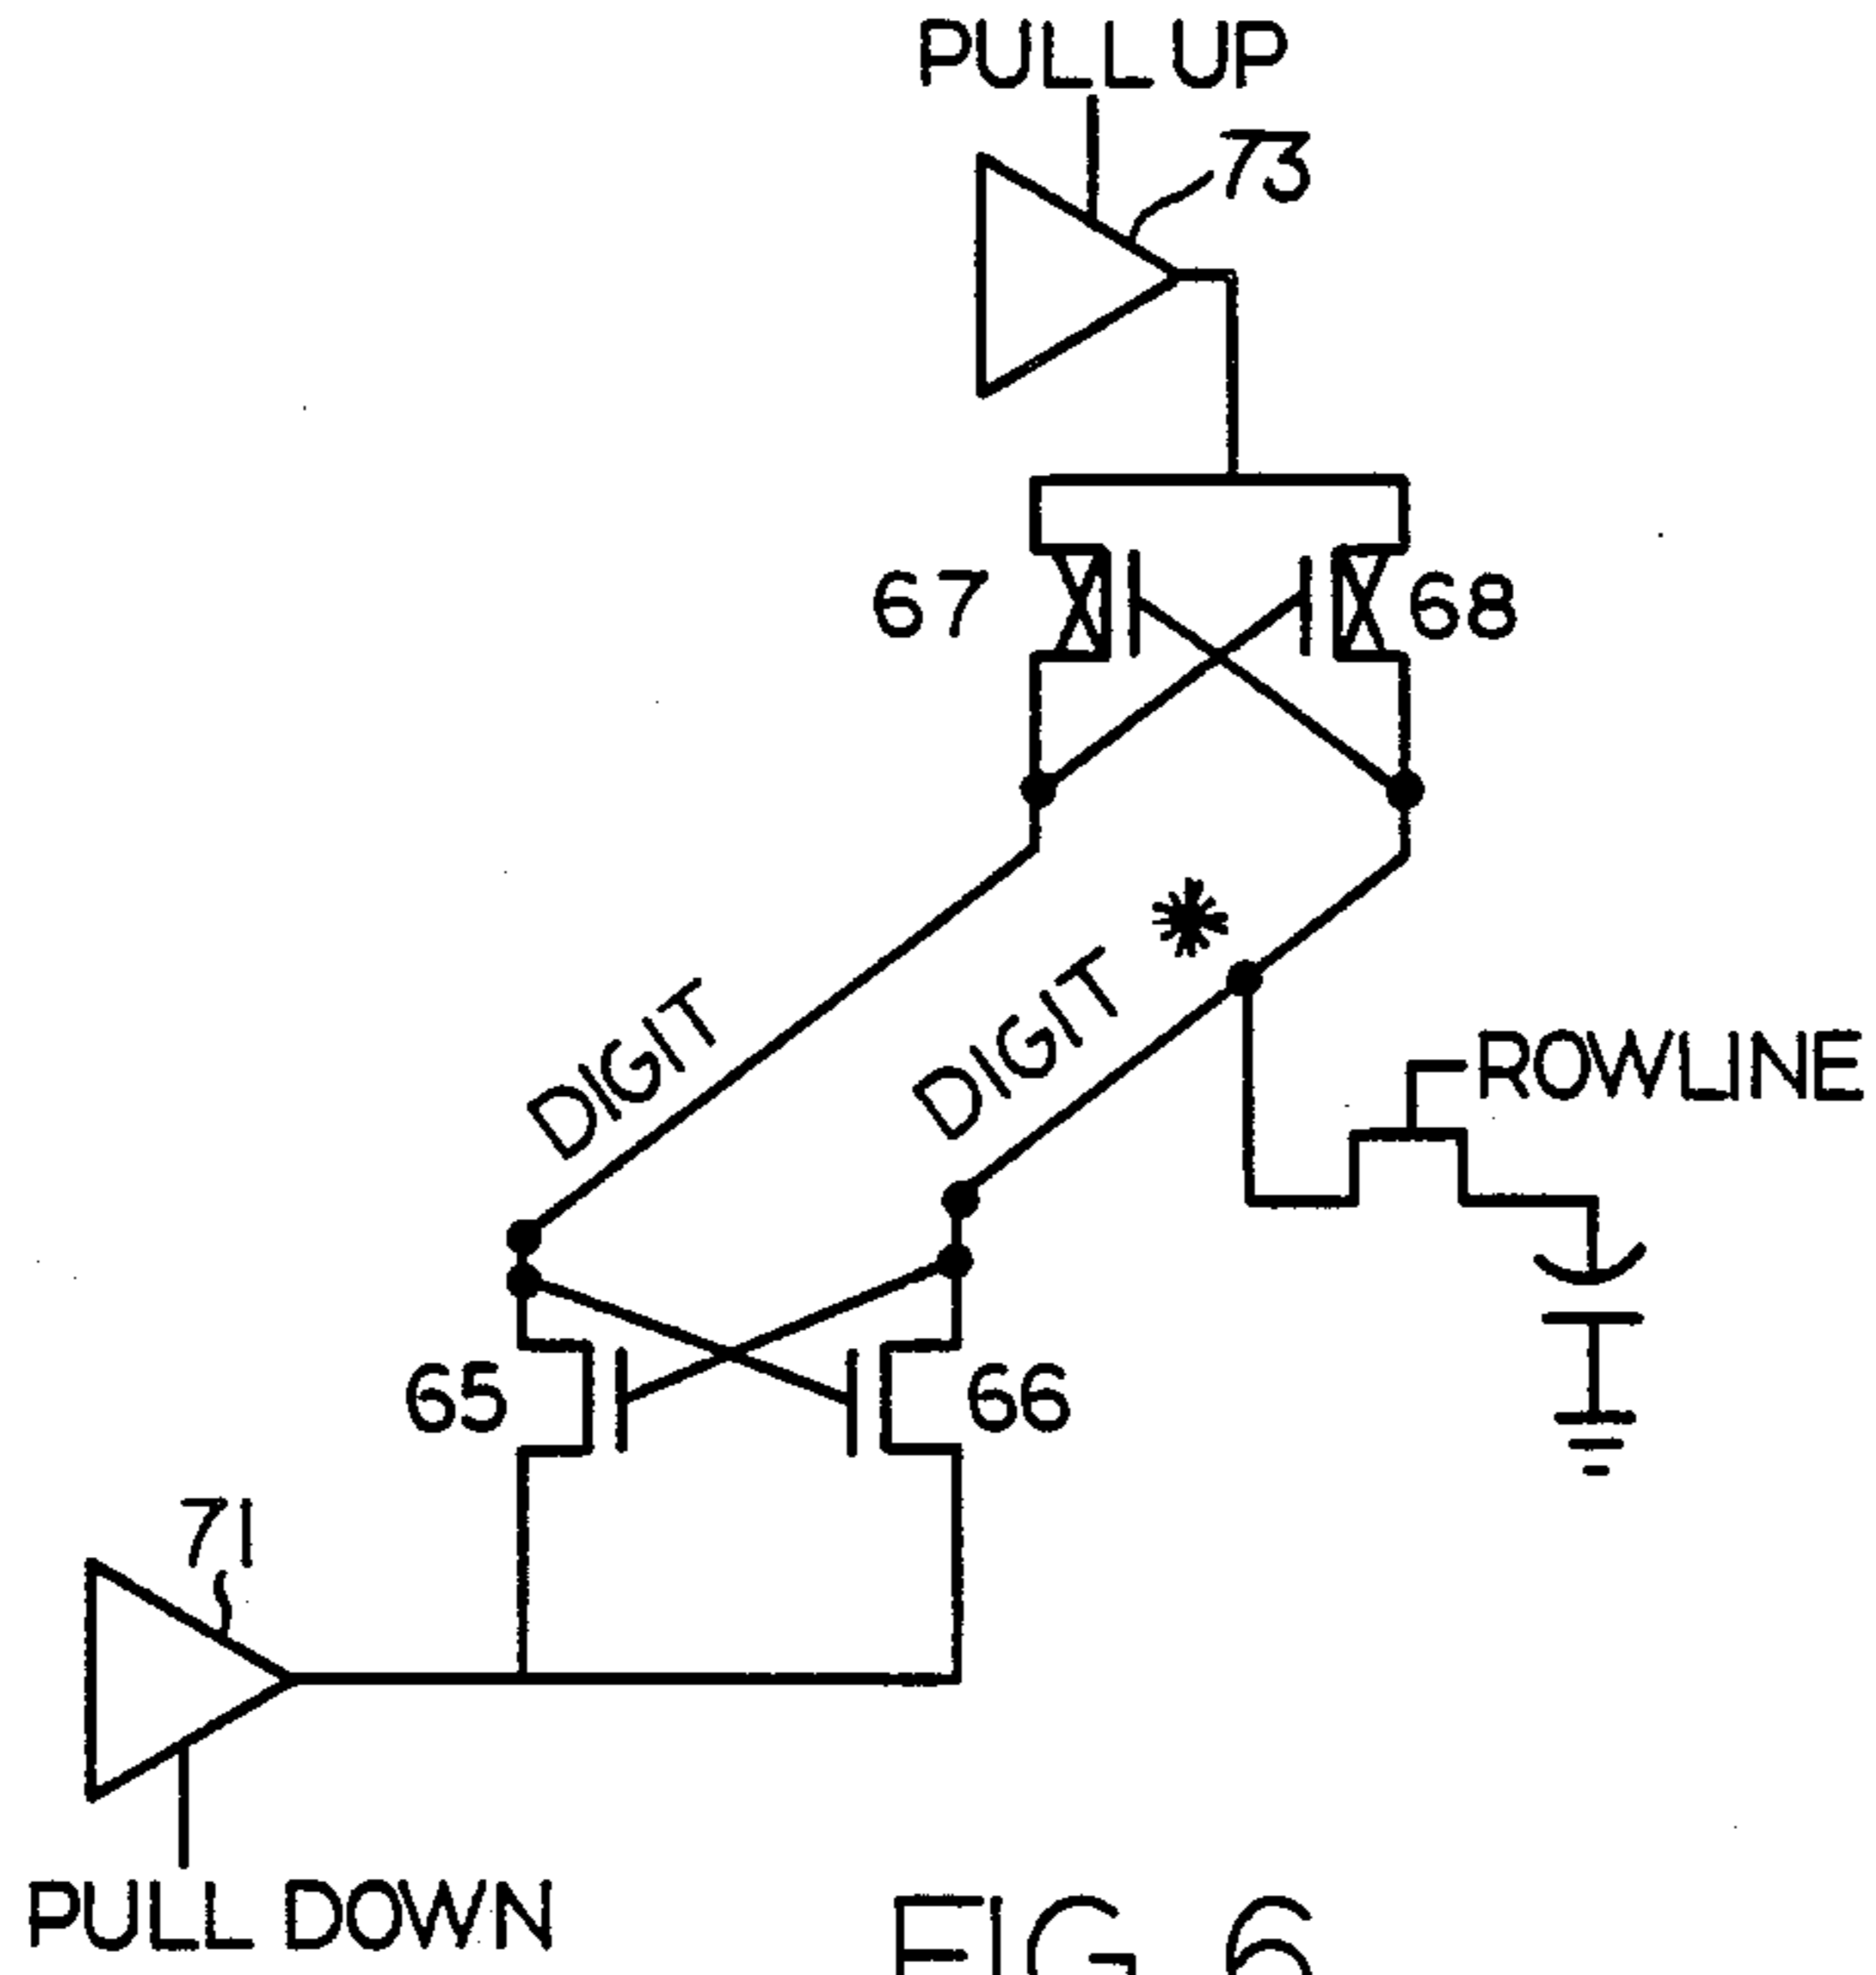 PULL UP
73
67
68
DIGIT
DIGIT *
ROWLINE
65
66
71
PULL DOWN
FIG 6